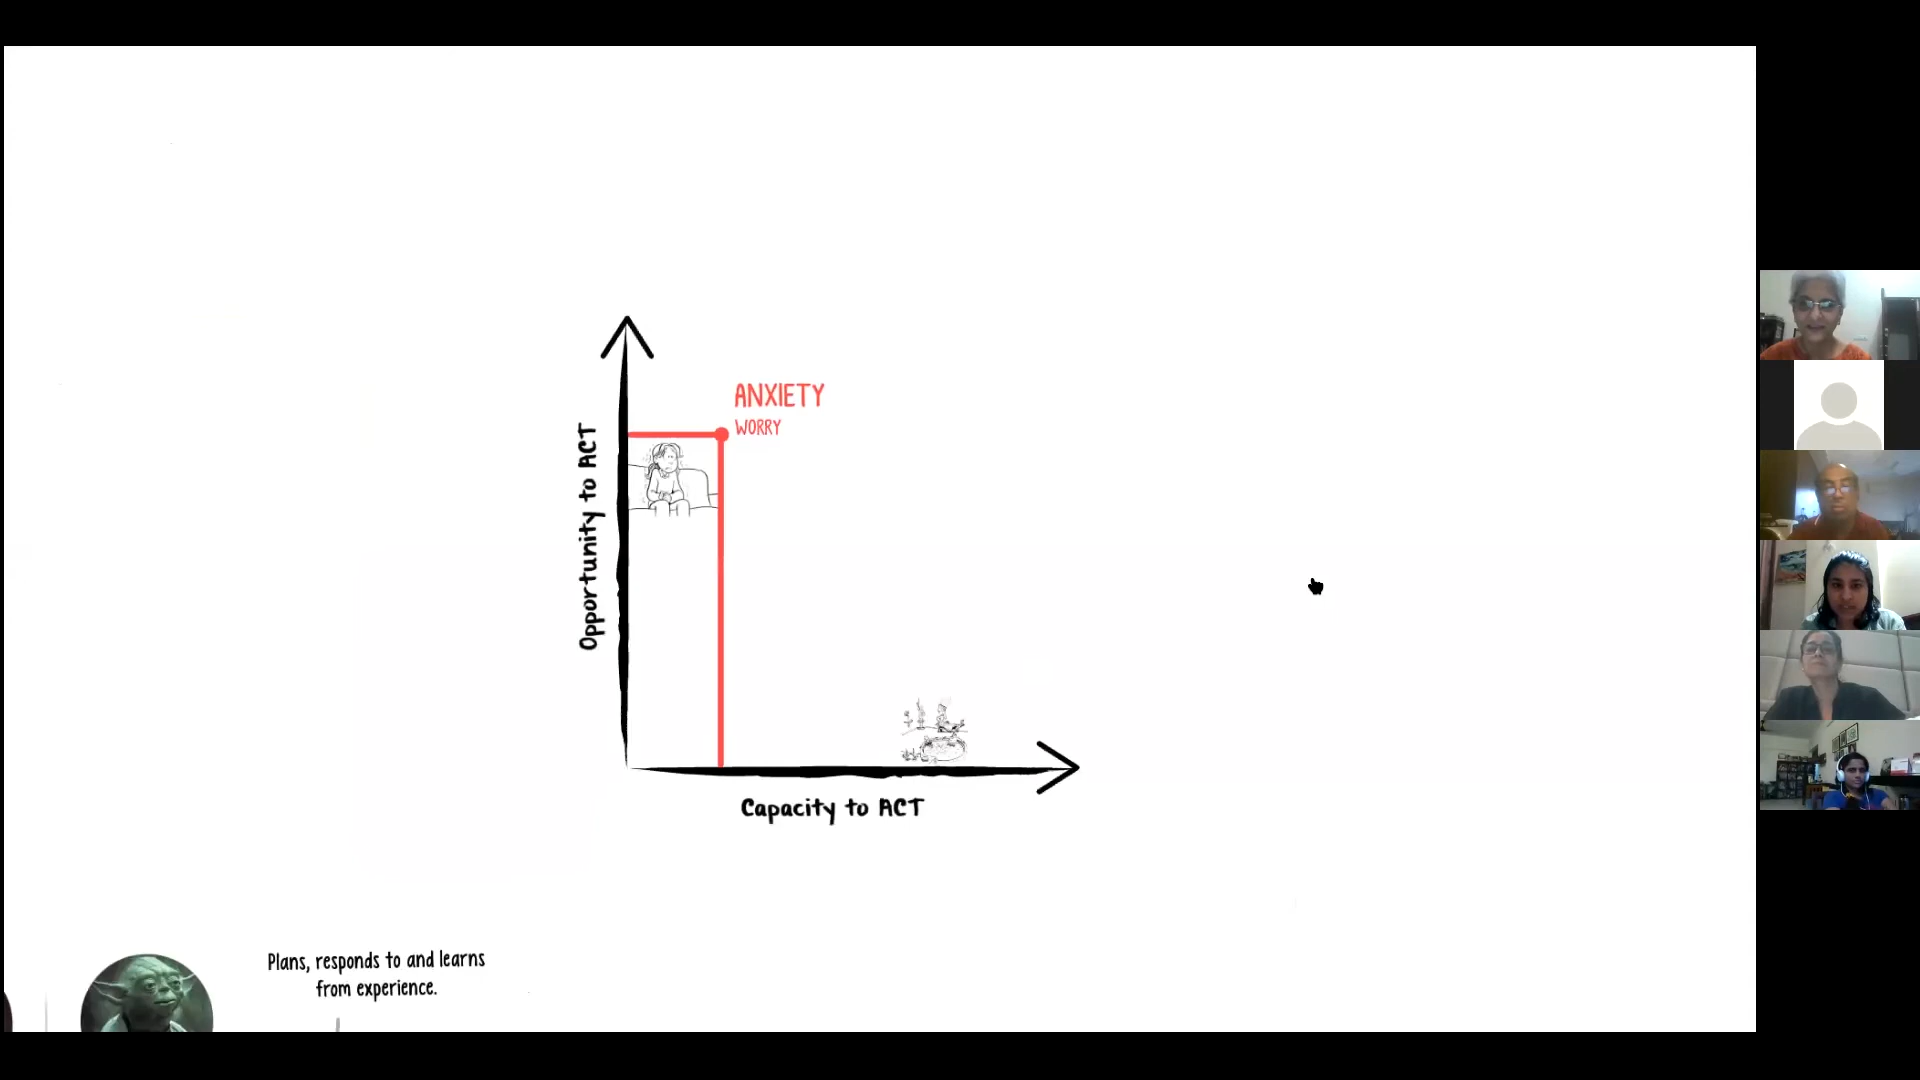 ANXIETY
WORRY
Opportunity to ACT
Capacity to ACT
Plans, responds to and learns
from experience.